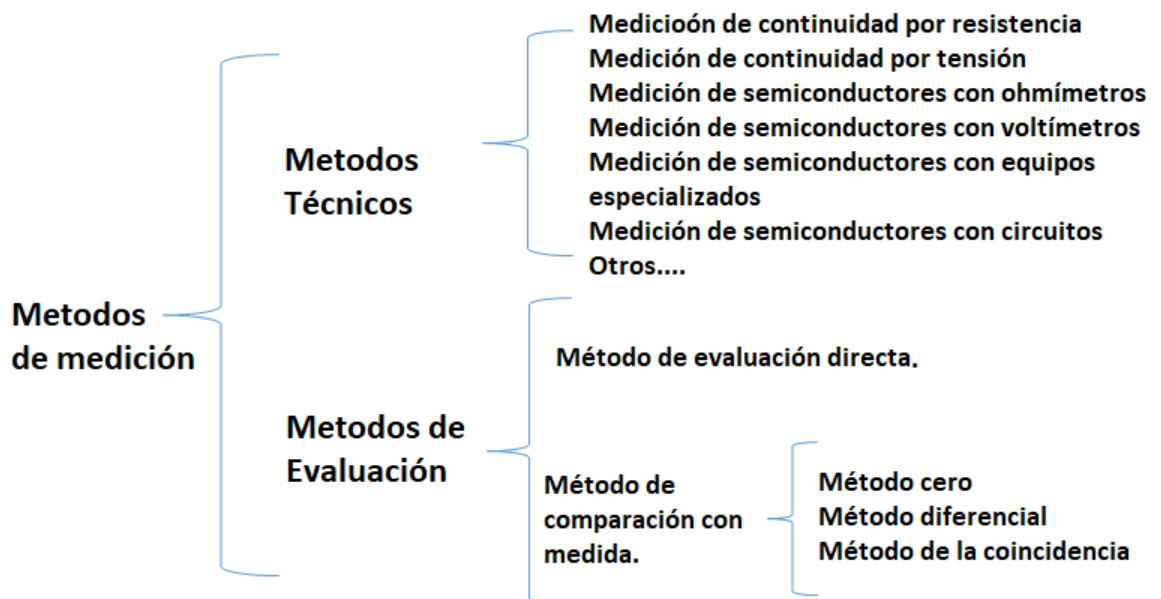 Metodos
de medición
Metodos
Técnicos
Medicioón de continuidad por resistencia
Medición de continuidad por tensión
Medición de semiconductores con ohmímetros
Medición de semiconductores con voltímetros
Medición de semiconductores con equipos
especializados
Medición de semiconductores con circuitos
Otros....
Metodos de
Evaluación
Método de evaluación directa.
Método de
comparación con
medida.
Método cero
Método diferencial
Método de la coincidencia